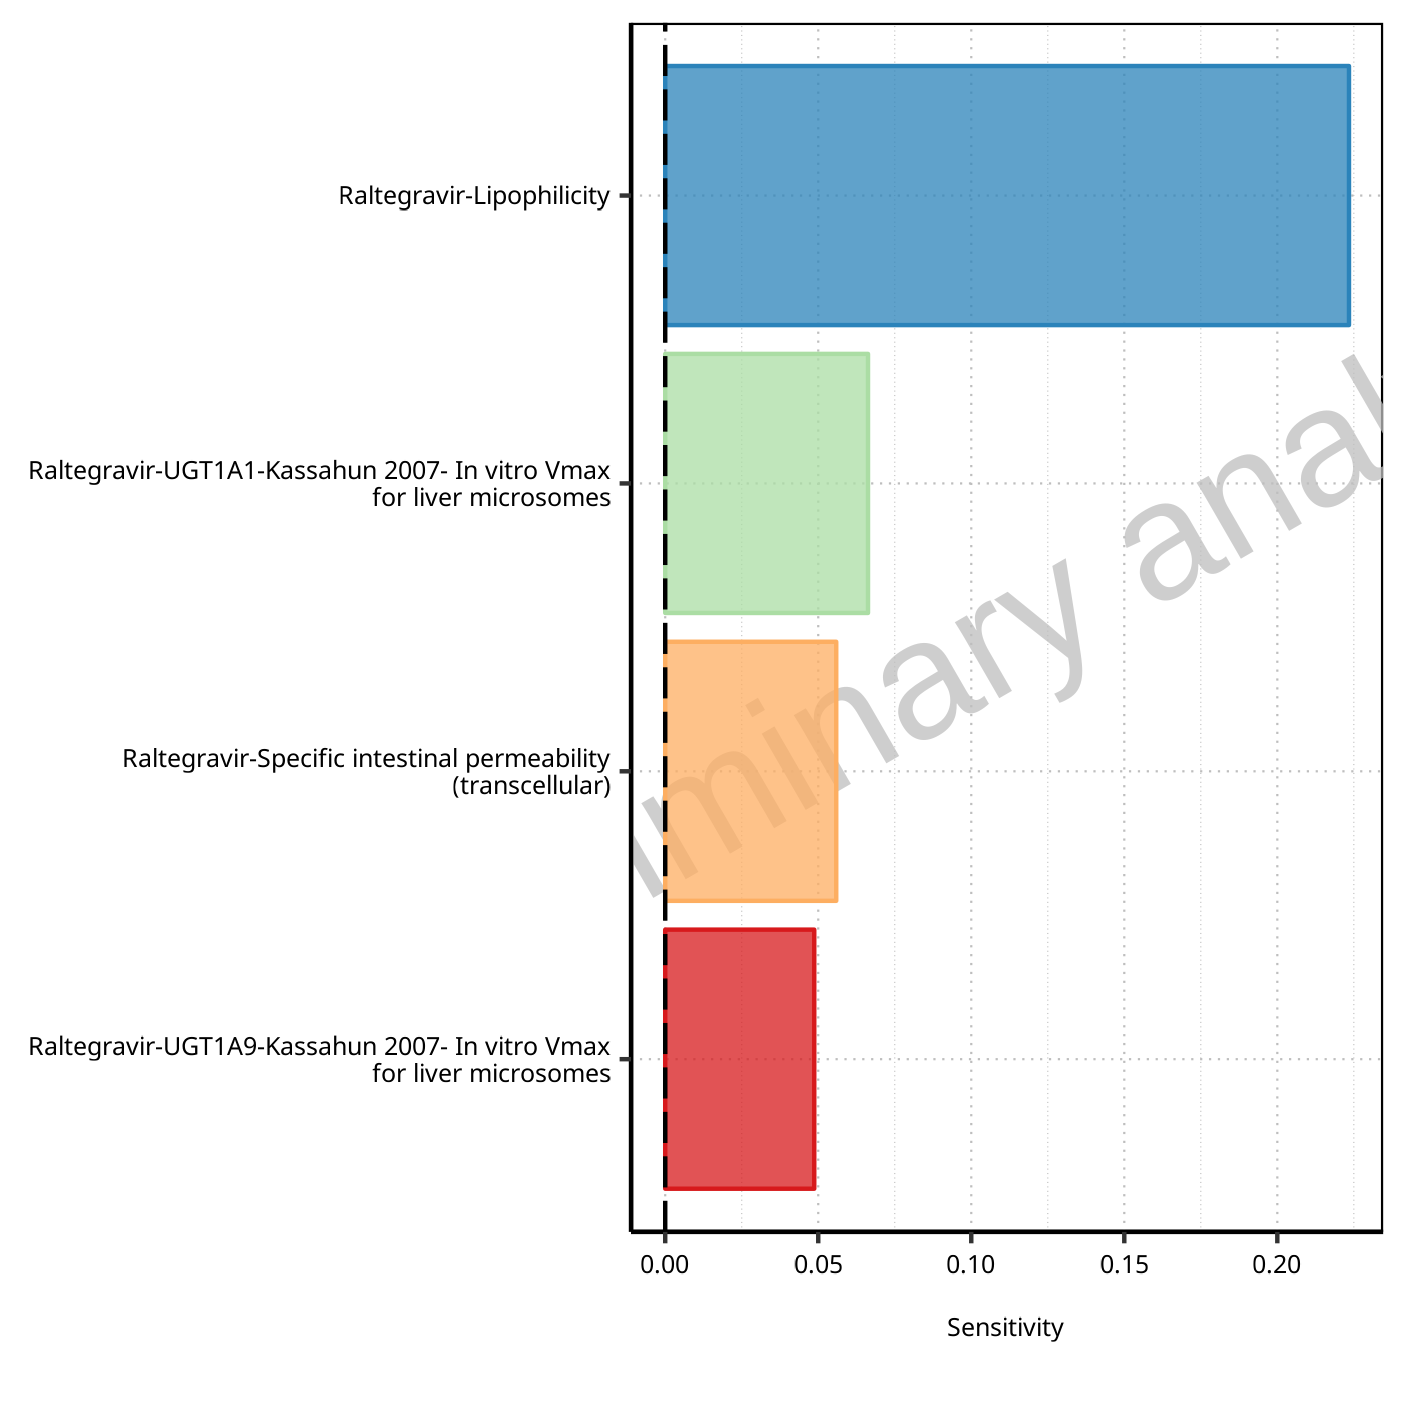 Raltegravir-Lipophilicity
Raltegravir-UGT1A1-Kassahun 2007- In vitro Vmax
for liver microsomes
Raltegravir-Specific intestinal permeability
(transcellular)
Raltegravir-UGT1A9-Kassahun 2007- In vitro Vmax
for liver microsomes
minary anal
0.00 0.05 0.10 0.15 0.20
Sensitivity